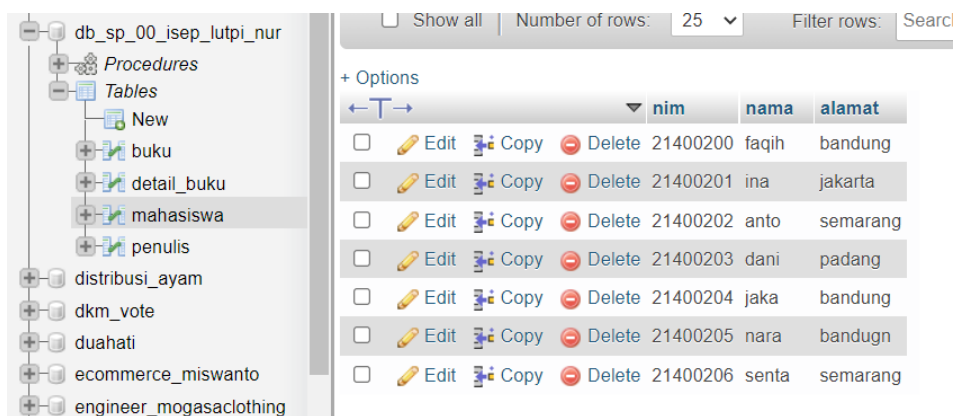 db_sp_00_isep_lutpi_nur
Procedures
Tables
New
buku
detail_buku
mahasiswa
penulis
distribusi_ayam
dkm_vote
duahati
ecommerce_miswanto
engineer_mogasaclothing
Show all Number of rows: 25 Filter rows: Search
+ Options
nim nama alamat
Edit Copy Delete 21400200 faqih bandung
Edit Copy Delete 21400201 ina jakarta
Edit Copy Delete 21400202 anto semarang
Edit Copy Delete 21400203 dani padang
Edit Copy Delete 21400204 jaka bandung
Edit Copy Delete 21400205 nara bandugn
Edit Copy Delete 21400206 senta semarang